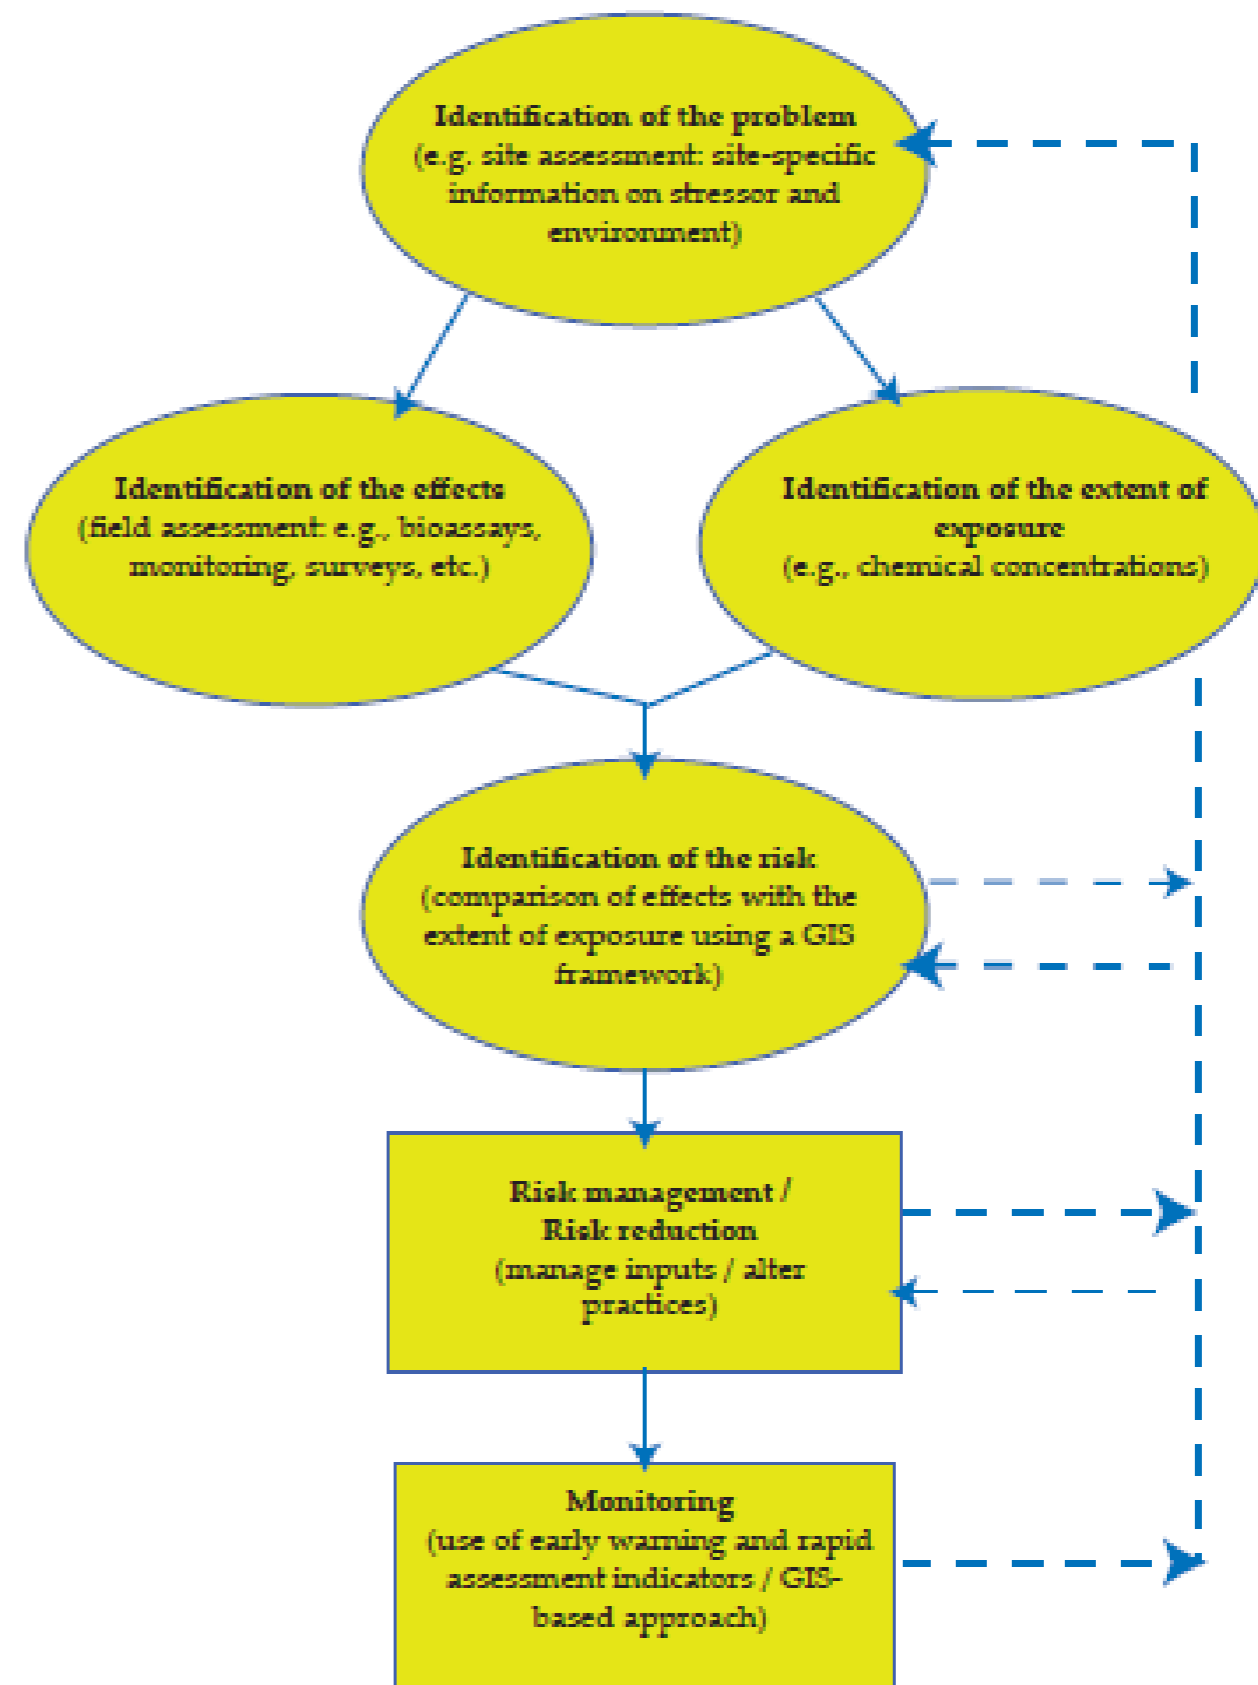 Identification of the problem
(e.g. site assessment: site-specific
information on stressor and
environment)
Identification of the effects
(field assessment: e.g., bioassays,
monitoring, surveys, etc.)
Identification of the extent of
exposure
(e.g., chemical concentrations)
Identification of the risk
(comparison of effects with the
extent of exposure using a GIS
framework)
Risk management /
Risk reduction
(manage inputs / alter
practices)
Monitoring
(use of early warning and rapid
assessment indicators / GIS-
based approach)